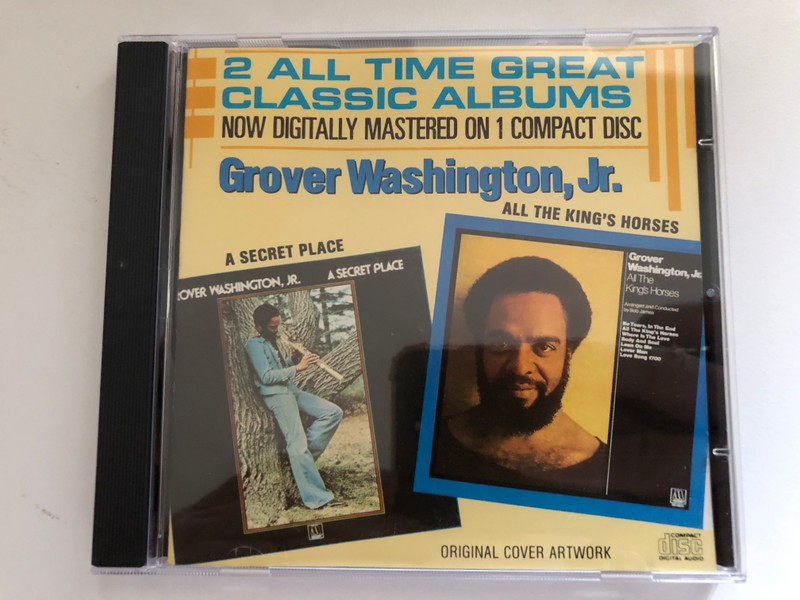 2 ALL TIME GREAT
CLASSIC ALBUMS
NOW DIGITALLY MASTERED ON 1 COMPACT DISC
Grover Washington, Jr.
ALL THE KING'S HORSES
A SECRET PLACE
ROVER WASHINGTON, JR. A SECRET PLACE
Grover
Washington, Jr.
All The
King's Horses
Arranged and Conducted
by Bob James
No Tears, In The End
All The King's Horses
Where Is The Love
Body And Soul
Lean On Me
Lover Man
Love Song 1700
ORIGINAL COVER ARTWORK
COMPACT
disc
DIGITAL AUDIO